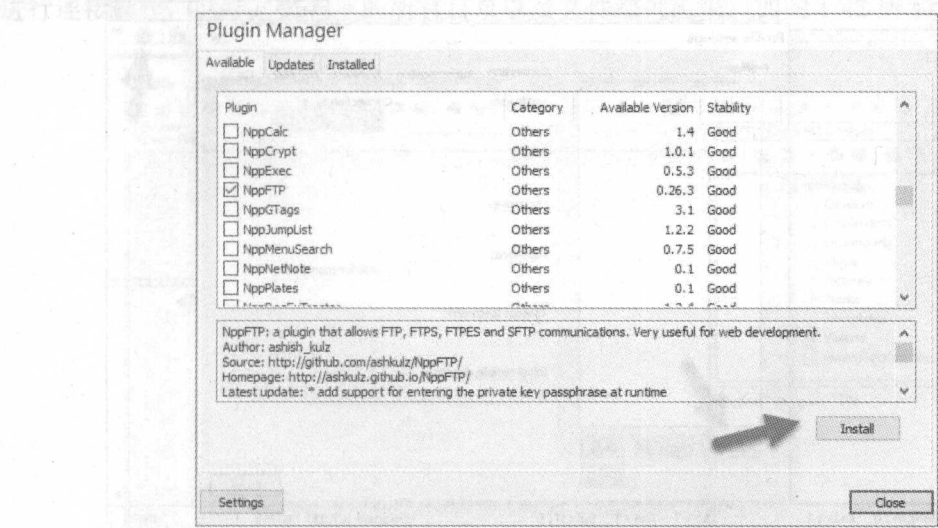 Plugin Manager
Available Updates Installed
Plugin Category Available Version Stability
NppCalc Others 1.4 Good
NppCrypt Others 1.0.1 Good
NppExec Others 0.5.3 Good
NppFTP Others 0.26.3 Good
NppGTags Others 3.1 Good
NppJumpList Others 1.2.2 Good
NppMenuSearch Others 0.7.5 Good
NppNetNote Others 0.1 Good
NppPlates Others 0.1 Good
NppFTP: a plugin that allows FTP, FTPS, FTPES and SFTP communications. Very useful for web development.
Author: ashish_kulz
Source: http://github.com/ashkulz/NppFTP/
Homepage: http://ashkulz.github.io/NppFTP/
Latest update: * add support for entering the private key passphrase at runtime
Install
Settings Close